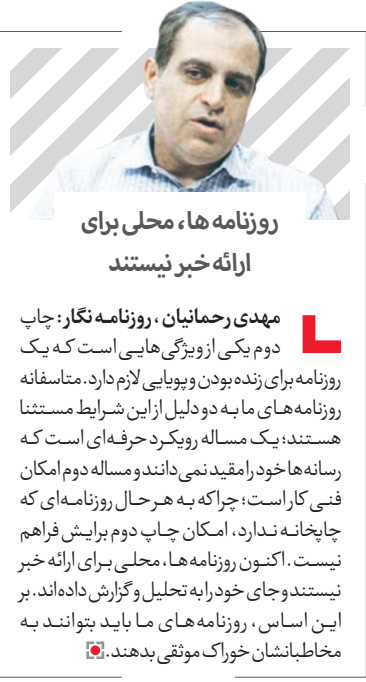 روزنامه ها، محلی برای
ارائه خبر نیستند
مهدی رحمانیان، روزنامه نگار: چاپ
دوم یکی از ویژگی‌هایی است که یک
روزنامه برای زنده بودن و پویایی لازم دارد. متاسفانه
روزنامه‌های ما به دو دلیل از این شرایط مستثنا
هستند؛ یک مساله رویکرد حرفه‌ای است که
رسانه‌ها خود را مقید نمی‌دانند و مساله دوم امکان
فنی کار است؛ چراکه به هر حال روزنامه‌ای که
چاپخانه ندارد، امکان چاپ دوم برایش فراهم
نیست. اکنون روزنامه‌ها، محلی برای ارائه خبر
نیستند و جای خود را به تحلیل و گزارش داده‌اند. بر
این اساس، روزنامه‌های ما باید بتوانند به
مخاطبانشان خوراک موثقی بدهند.